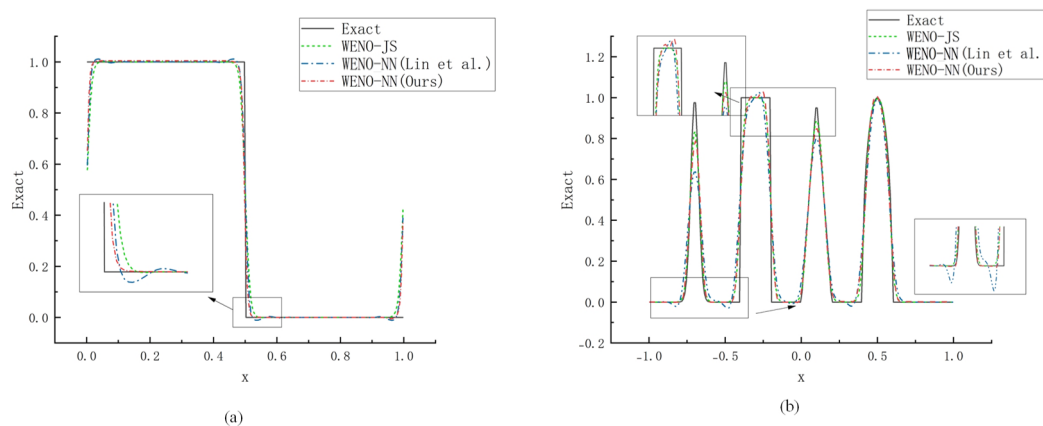 Exact
WENO-JS
WENO-NN(Lin et al.)
WENO-NN(Ours)
1.0
0.8
0.6
0.4
0.2
0.0
Exact
0.0
0.2
0.4
0.6
0.8
1.0
x
(a)
Exact
WENO-JS
WENO-NN(Lin et al.
WENO-NN(Ours)
1.2
1.0
0.8
0.6
0.4
0.2
0.0
-0.2
Exact
-1.0
-0.5
0.0
0.5
1.0
x
(b)